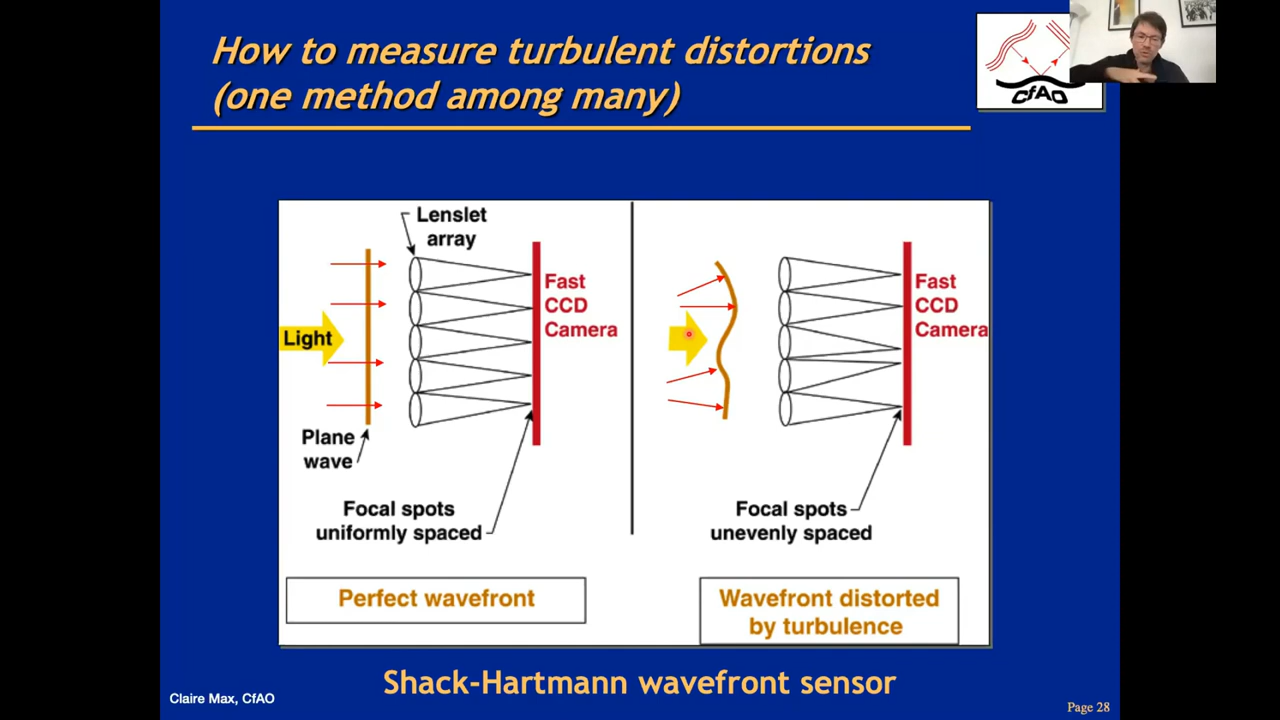 How to measure turbulent distortions
(one method among many)
CfAO
Lenslet
array
Fast
CCD
Camera
Light
Plane
wave
Focal spots
uniformly spaced
Perfect wavefront
Fast
CCD
Camera
Focal spots
unevenly spaced
Wavefront distorted
by turbulence
Shack-Hartmann wavefront sensor
Claire Max, CfAO
Page 28